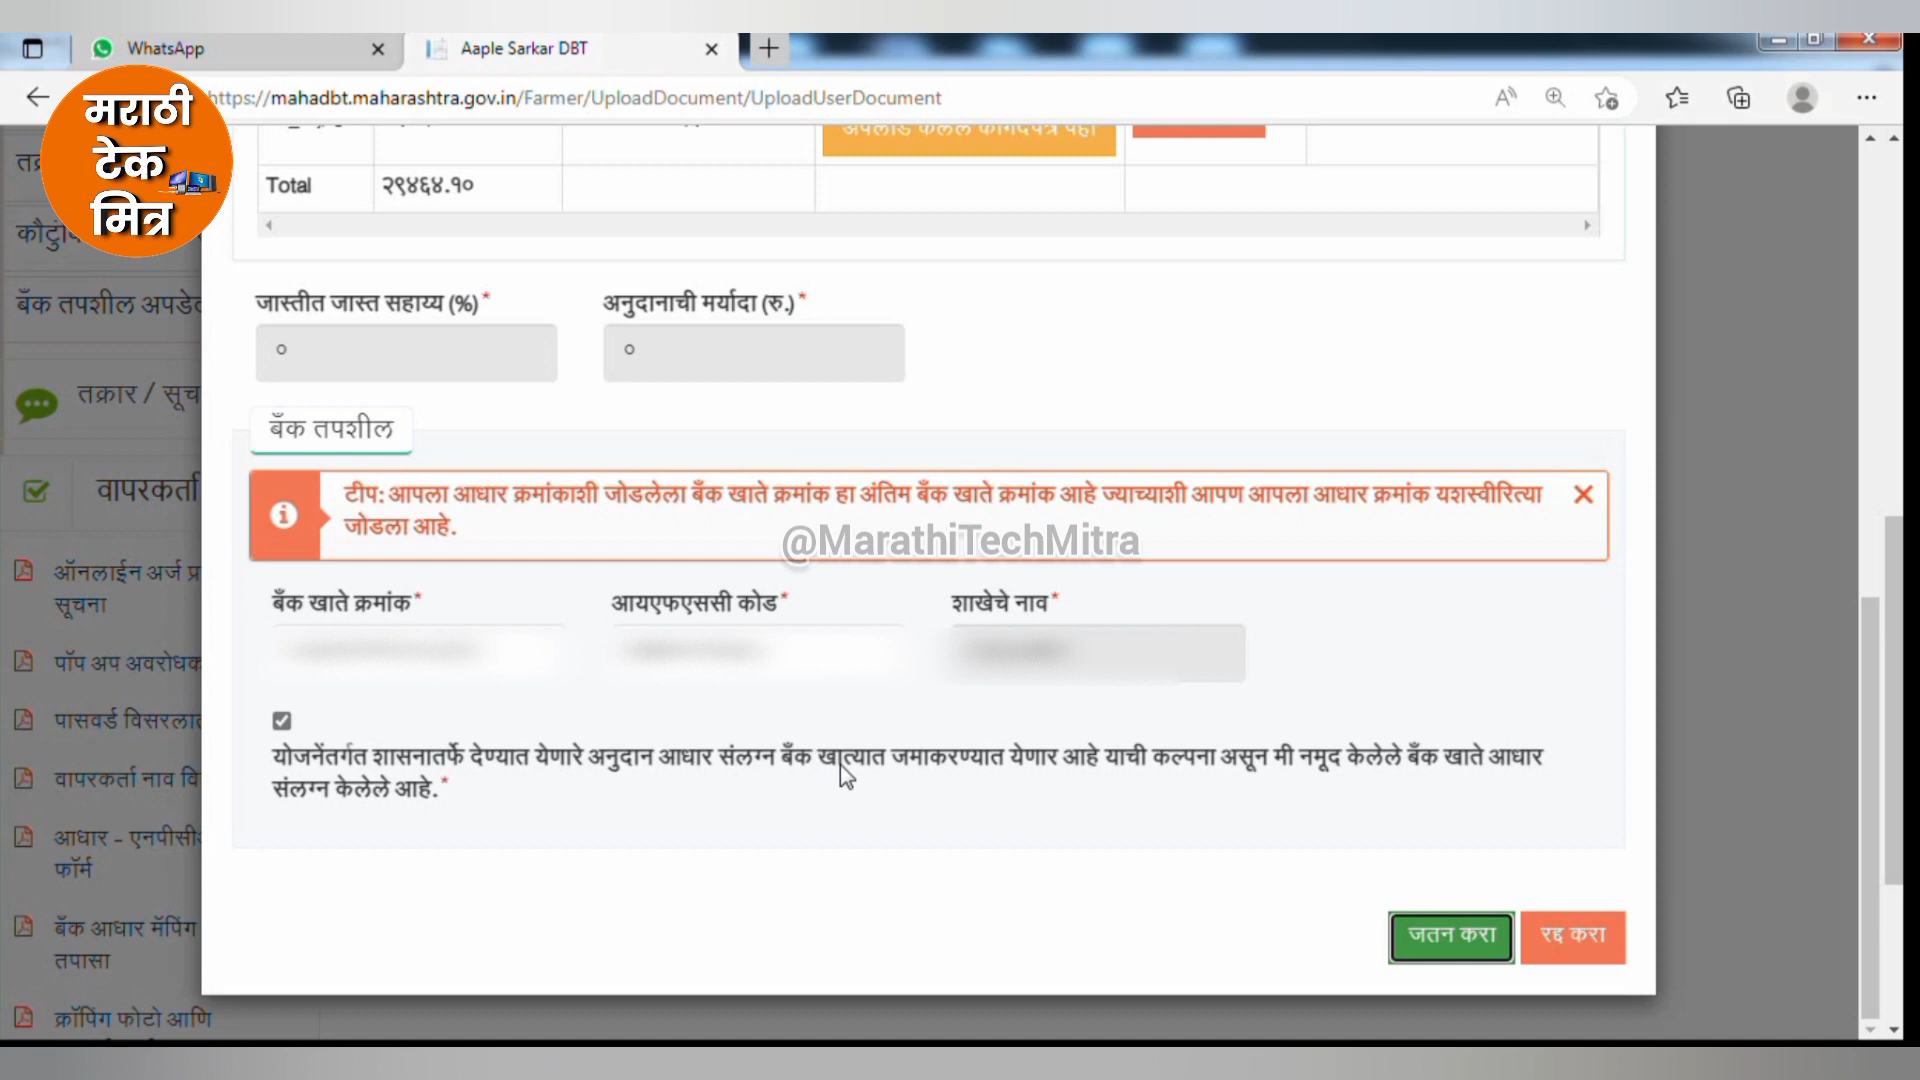 WhatsApp
Aaple Sarkar DBT
https://mahadbt.maharashtra.gov.in/Farmer/UploadDocument/UploadUserDocument
मराठी
टेक
मित्र
अपलोड केलेले कागदपत्रे पहा
Total २९४६४.१०
बँक तपशील अपडेट
तक्रार / सूच
वापरकर्ता
ऑनलाईन अर्ज प्र
सूचना
पॉप अप अवरोधक
पासवर्ड विसरलात
वापरकर्ता नाव वि
आधार - एनपीसीआ
फॉर्म
बँक आधार मॅपिंग
तपासा
क्रॉपिंग फोटो आणि
जास्तीत जास्त सहाय्य (%)* अनुदानाची मर्यादा (रु.)*
० ०
बँक तपशील
टीप: आपला आधार क्रमांकाशी जोडलेला बँक खाते क्रमांक हा अंतिम बँक खाते क्रमांक आहे ज्याच्याशी आपण आपला आधार क्रमांक यशस्वीरित्या
जोडला आहे.
@MarathiTechMitra
बँक खाते क्रमांक* आयएफएससी कोड* शाखेचे नाव*
योजनेंतर्गत शासनातर्फे देण्यात येणारे अनुदान आधार संलग्न बँक खात्यात जमाकरण्यात येणार आहे याची कल्पना असून मी नमूद केलेले बँक खाते आधार
संलग्न केलेले आहे. *
जतन करा रद्द करा